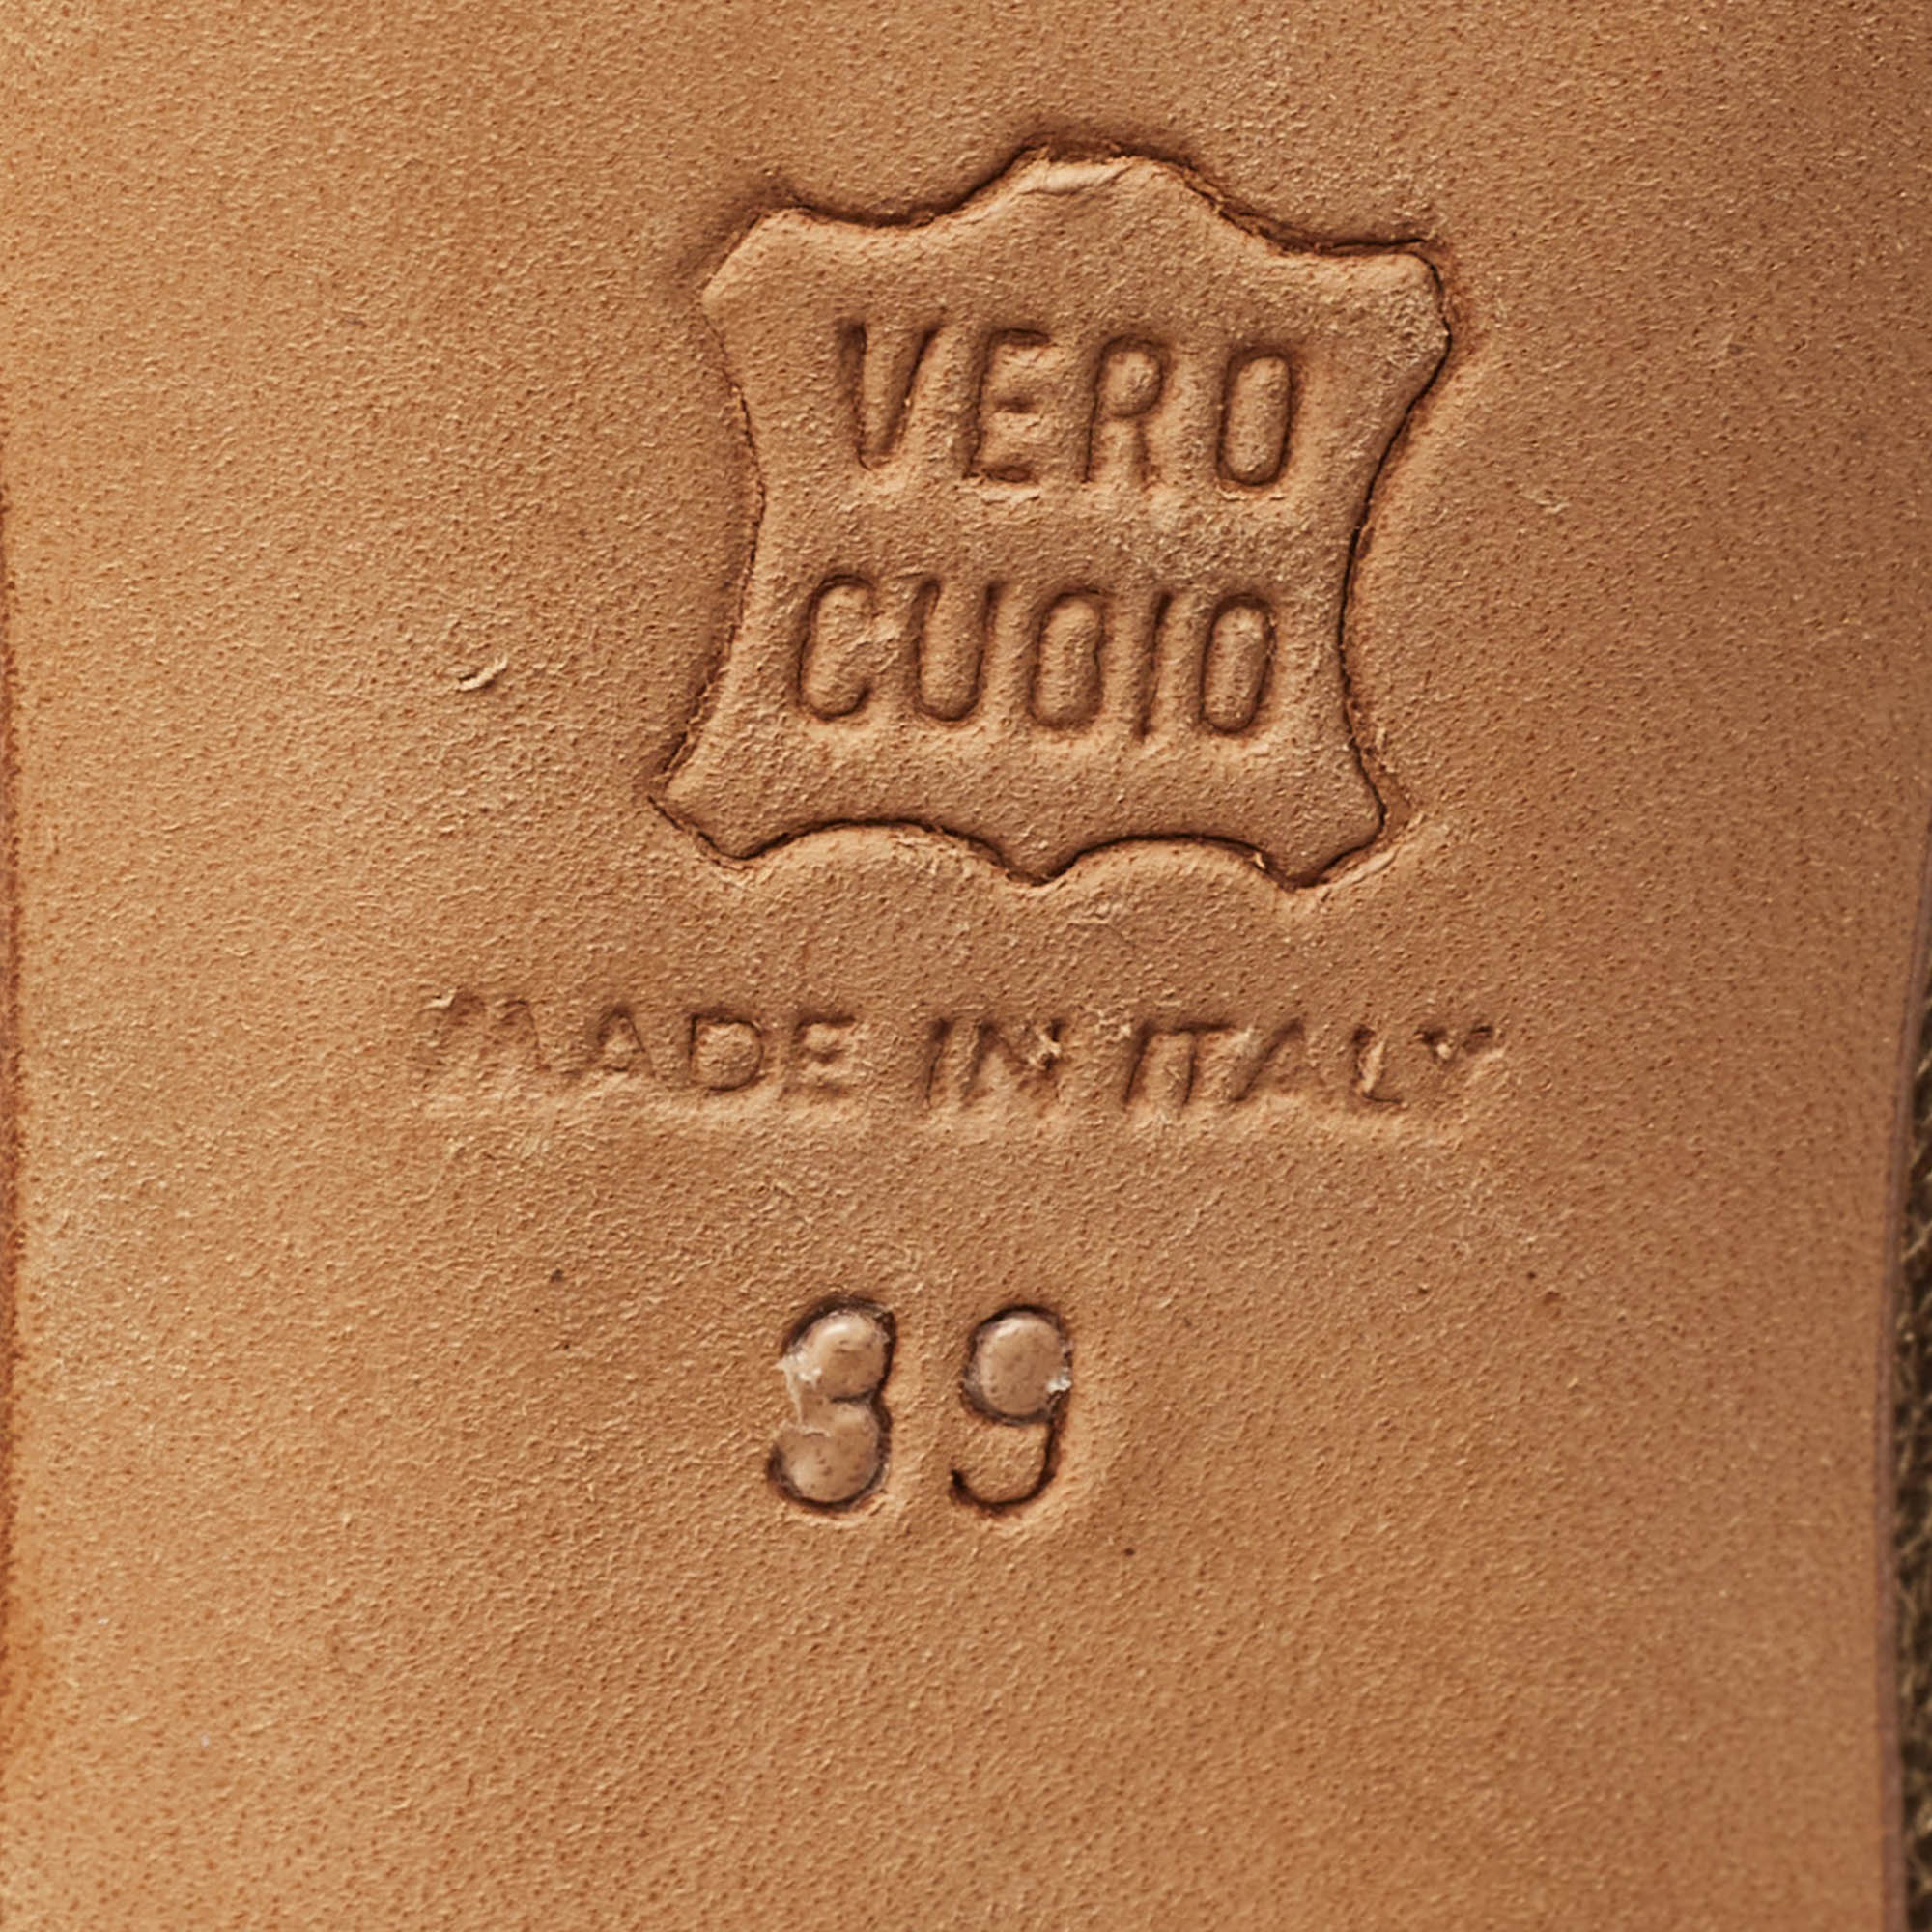 VERO
CUOIO
MADE IN ITALY
39